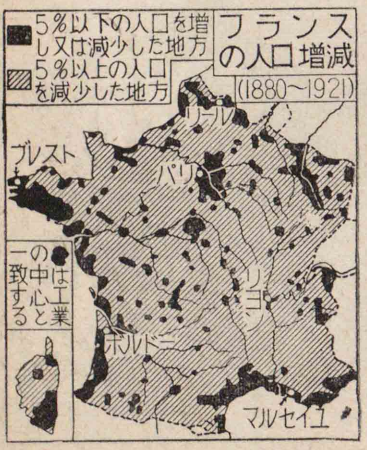 フランス
の人口増減
(1880〜1921)
5%以下の人口を増
し又は減少した地方
5%以上の人口
を減少した地方
リール
ブレスト
パリ
リヨン
ボルドー
マルセイユ
●は工業
の中心と
一致する